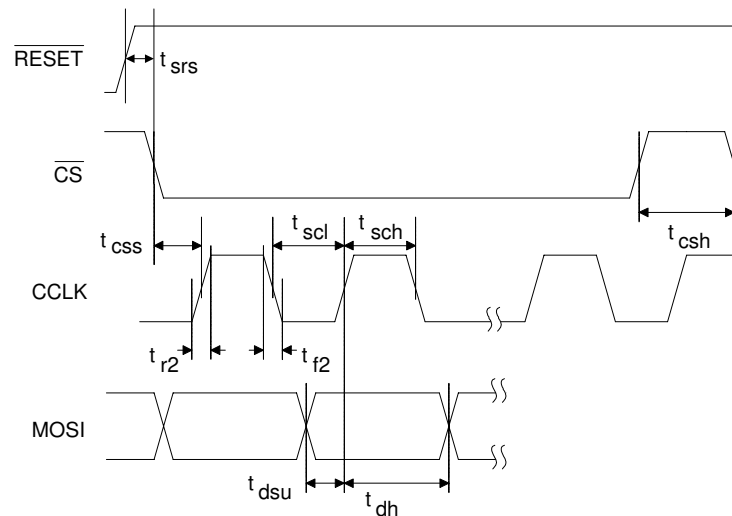 RESET
t srs
CS
t css
t scl
t sch
t csh
CCLK
t r2
t f2
MOSI
t dsu
t dh